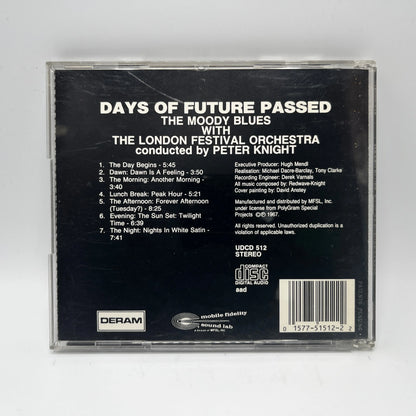 DAYS OF FUTURE PASSED
THE MOODY BLUES
WITH
THE LONDON FESTIVAL ORCHESTRA
conducted by PETER KNIGHT
1. The Day Begins - 5:45
2. Dawn: Dawn Is A Feeling - 3:50
3. The Morning: Another Morning -
3:40
4. Lunch Break: Peak Hour - 5:21
5. The Afternoon: Forever Afternoon
(Tuesday?) - 8:25
6. Evening: The Sun Set: Twilight
Time - 6:39
7. The Night: Nights In White Satin -
7:41
Executive Producer: Hugh Mendl
Realisation: Michael Dacre-Barclay, Tony Clarke
Recording Engineer: Derek Varnals
All music composed by: Redwave-Knight
Cover painting by: David Anstey
Manufactured and distributed by MFSL, Inc.
under license from PolyGram Special
Projects ©℗ 1967.
All rights reserved. Unauthorized duplication is a
violation of applicable laws.
UDCD 512
STEREO
COMPACT
disc
DIGITAL AUDIO
aad
DERAM
mobile fidelity
sound lab
0 1577-51512-2 2